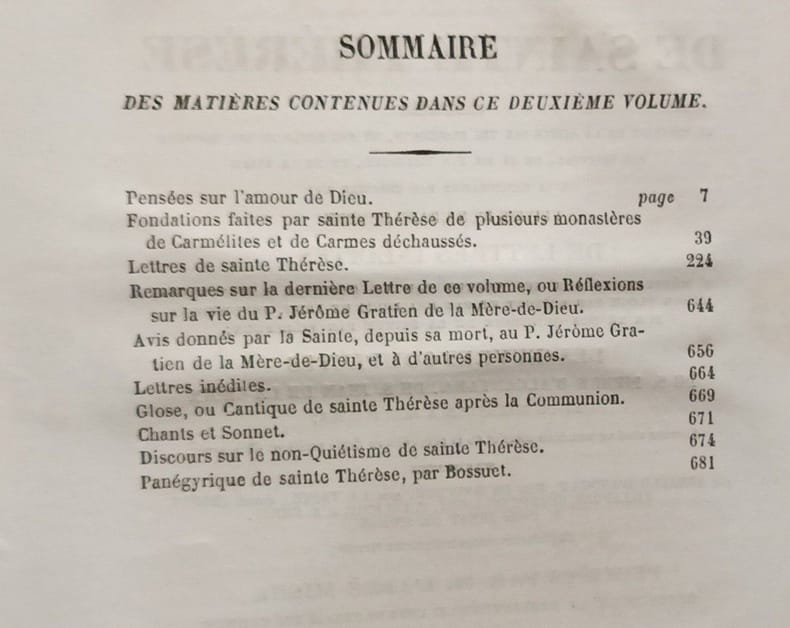 SOMMAIRE
DES MATIÈRES CONTENUES DANS CE DEUXIÈME VOLUME.
Pensées sur l'amour de Dieu. page 7
Fondations faites par sainte Thérèse de plusieurs monastères
de Carmélites et de Carmes déchaussés. 39
Lettres de sainte Thérèse. 224
Remarques sur la dernière Lettre de ce volume, ou Réflexions
sur la vie du P. Jérôme Gratien de la Mère-de-Dieu. 644
Avis donnés par la Sainte, depuis sa mort, au P. Jérôme Gra-
tien de la Mère-de-Dieu, et à d'autres personnes. 656
Lettres inédites. 664
Glose, ou Cantique de sainte Thérèse après la Communion. 669
Chants et Sonnet. 671
Discours sur le non-Quiétisme de sainte Thérèse. 674
Panégyrique de sainte Thérèse, par Bossuet. 681